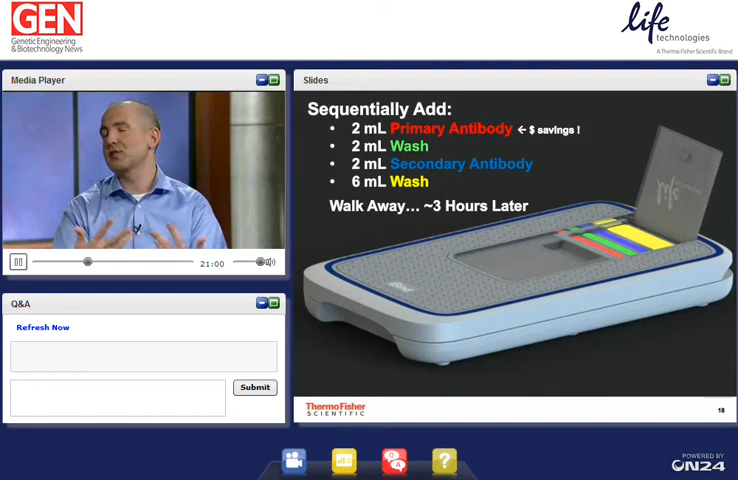 GEN
Genetic Engineering
& Biotechnology News
life
technologies
A Thermo Fisher Scientific Brand
Media Player
21:00
Q&A
Refresh Now
Submit
Slides
Sequentially Add:
• 2 mL Primary Antibody ← $ savings !
• 2 mL Wash
• 2 mL Secondary Antibody
• 6 mL Wash
Walk Away… ~3 Hours Later
life
iBind
ThermoFisher
SCIENTIFIC
18
Q
A
?
POWERED BY
ON24